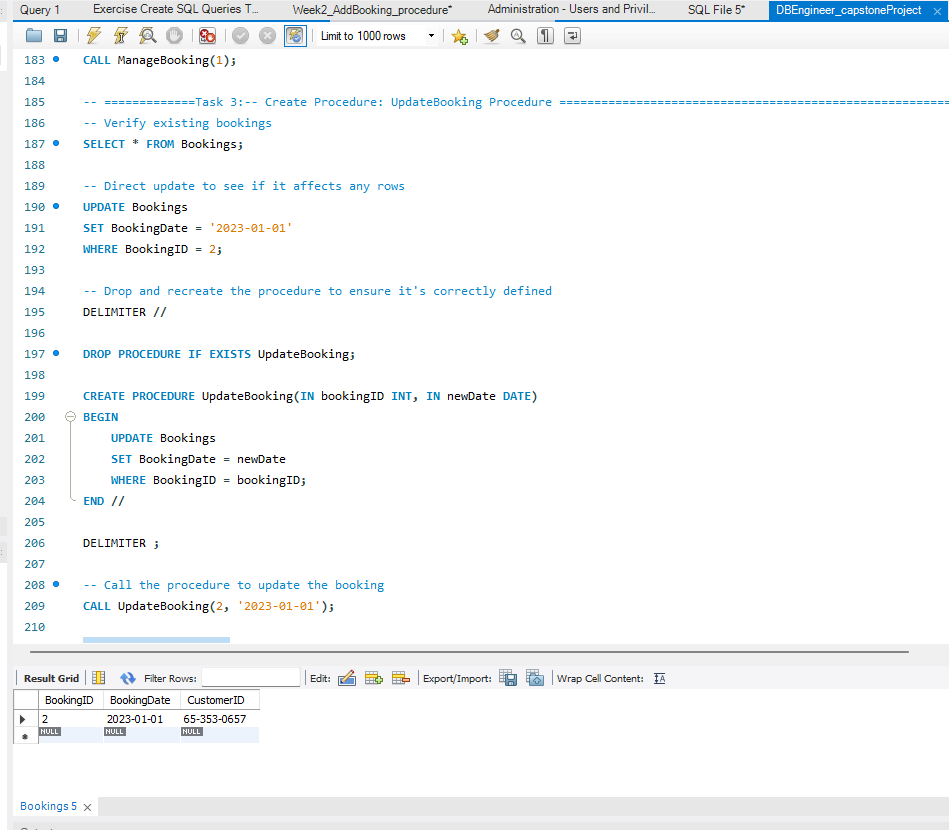 Query 1 Exercise Create SQL Queries T... Week2_AddBooking_procedure* Administration - Users and Privil... SQL File 5* DBEngineer_capstoneProject
Limit to 1000 rows
183 CALL ManageBooking(1);
184
185 -- =============Task 3:-- Create Procedure: UpdateBooking Procedure ========================================================
186 -- Verify existing bookings
187 SELECT * FROM Bookings;
188
189 -- Direct update to see if it affects any rows
190 UPDATE Bookings
191 SET BookingDate = '2023-01-01'
192 WHERE BookingID = 2;
193
194 -- Drop and recreate the procedure to ensure it's correctly defined
195 DELIMITER //
196
197 DROP PROCEDURE IF EXISTS UpdateBooking;
198
199 CREATE PROCEDURE UpdateBooking(IN bookingID INT, IN newDate DATE)
200 BEGIN
201 UPDATE Bookings
202 SET BookingDate = newDate
203 WHERE BookingID = bookingID;
204 END //
205
206 DELIMITER ;
207
208 -- Call the procedure to update the booking
209 CALL UpdateBooking(2, '2023-01-01');
210
Result Grid Filter Rows: Edit: Export/Import: Wrap Cell Content:
BookingID BookingDate CustomerID
2 2023-01-01 65-353-0657
NULL NULL NULL
Bookings 5